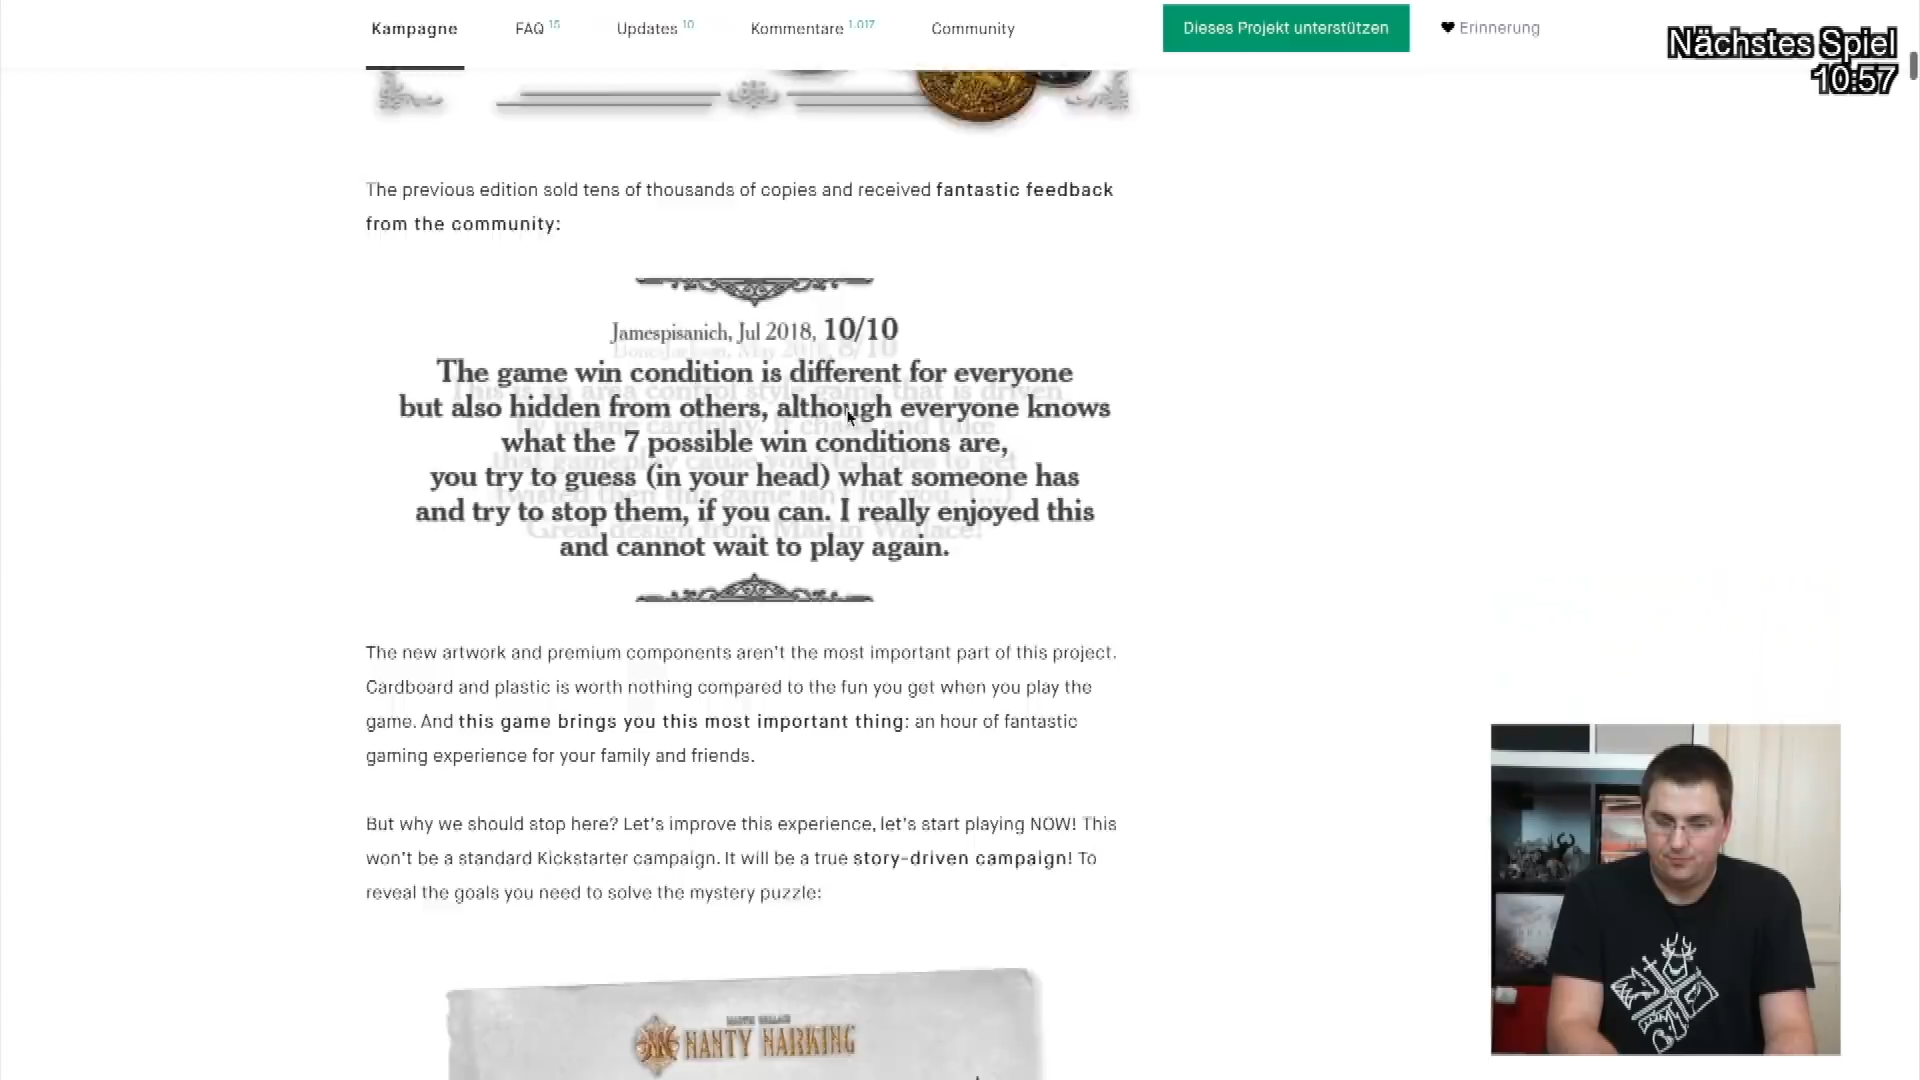 Kampagne FAQ 15 Updates 10 Kommentare 1.017 Community Dieses Projekt unterstützen Erinnerung
Nächstes Spiel
10:57
The previous edition sold tens of thousands of copies and received fantastic feedback
from the community:
Jamespisanich, Jul 2018, 10/10
The game win condition is different for everyone
but also hidden from others, although everyone knows
what the 7 possible win conditions are,
you try to guess (in your head) what someone has
and try to stop them, if you can. I really enjoyed this
and cannot wait to play again.
The new artwork and premium components aren't the most important part of this project.
Cardboard and plastic is worth nothing compared to the fun you get when you play the
game. And this game brings you this most important thing: an hour of fantastic
gaming experience for your family and friends.
But why we should stop here? Let's improve this experience, let's start playing NOW! This
won't be a standard Kickstarter campaign. It will be a true story-driven campaign! To
reveal the goals you need to solve the mystery puzzle:
MARTIN WALLACE
NANTY NARKING